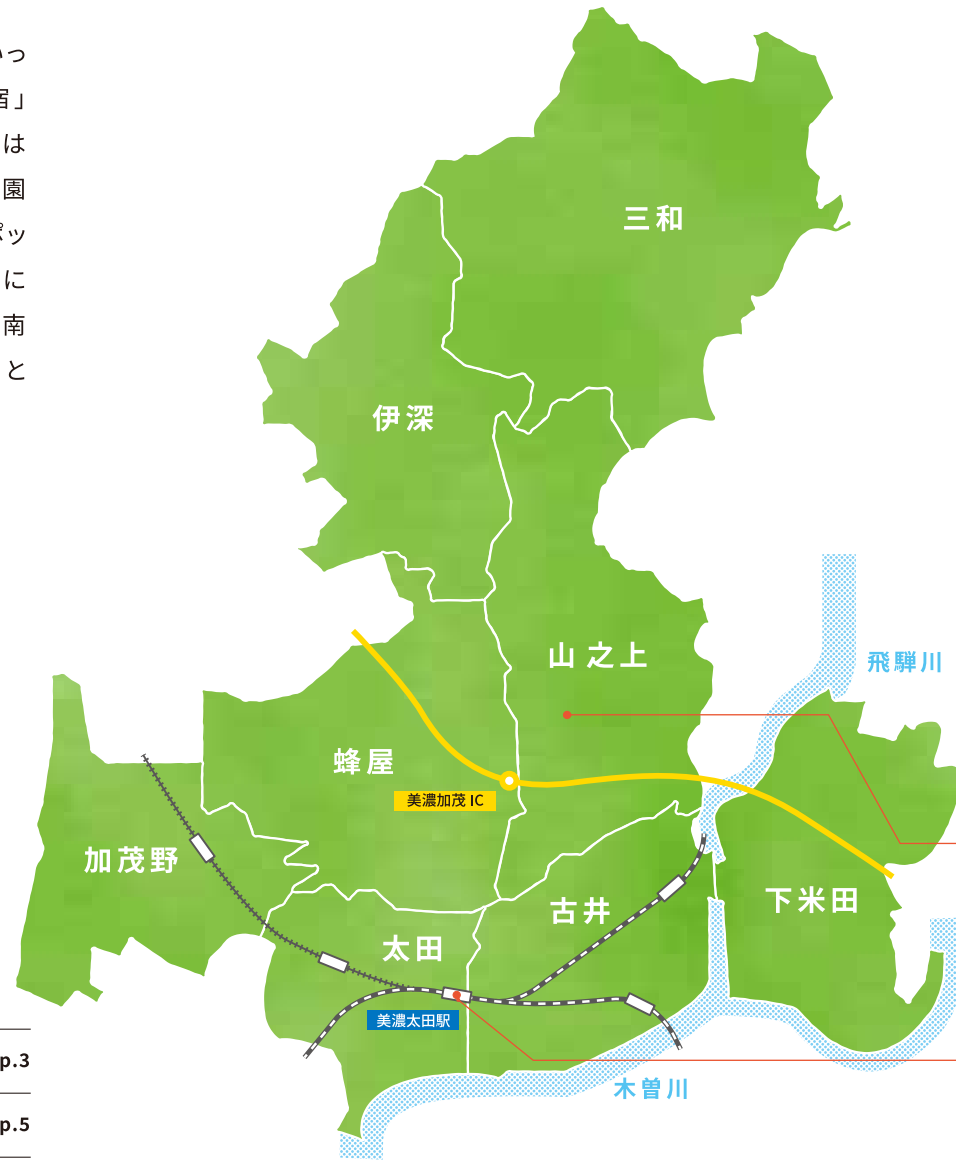 いっ
宿」
は
園
ポッ
に
南
と
三和
伊深
山之上
飛騨川
蜂屋
美濃加茂 IC
加茂野
古井
下米田
太田
美濃太田駅
木曽川
p.3
p.5